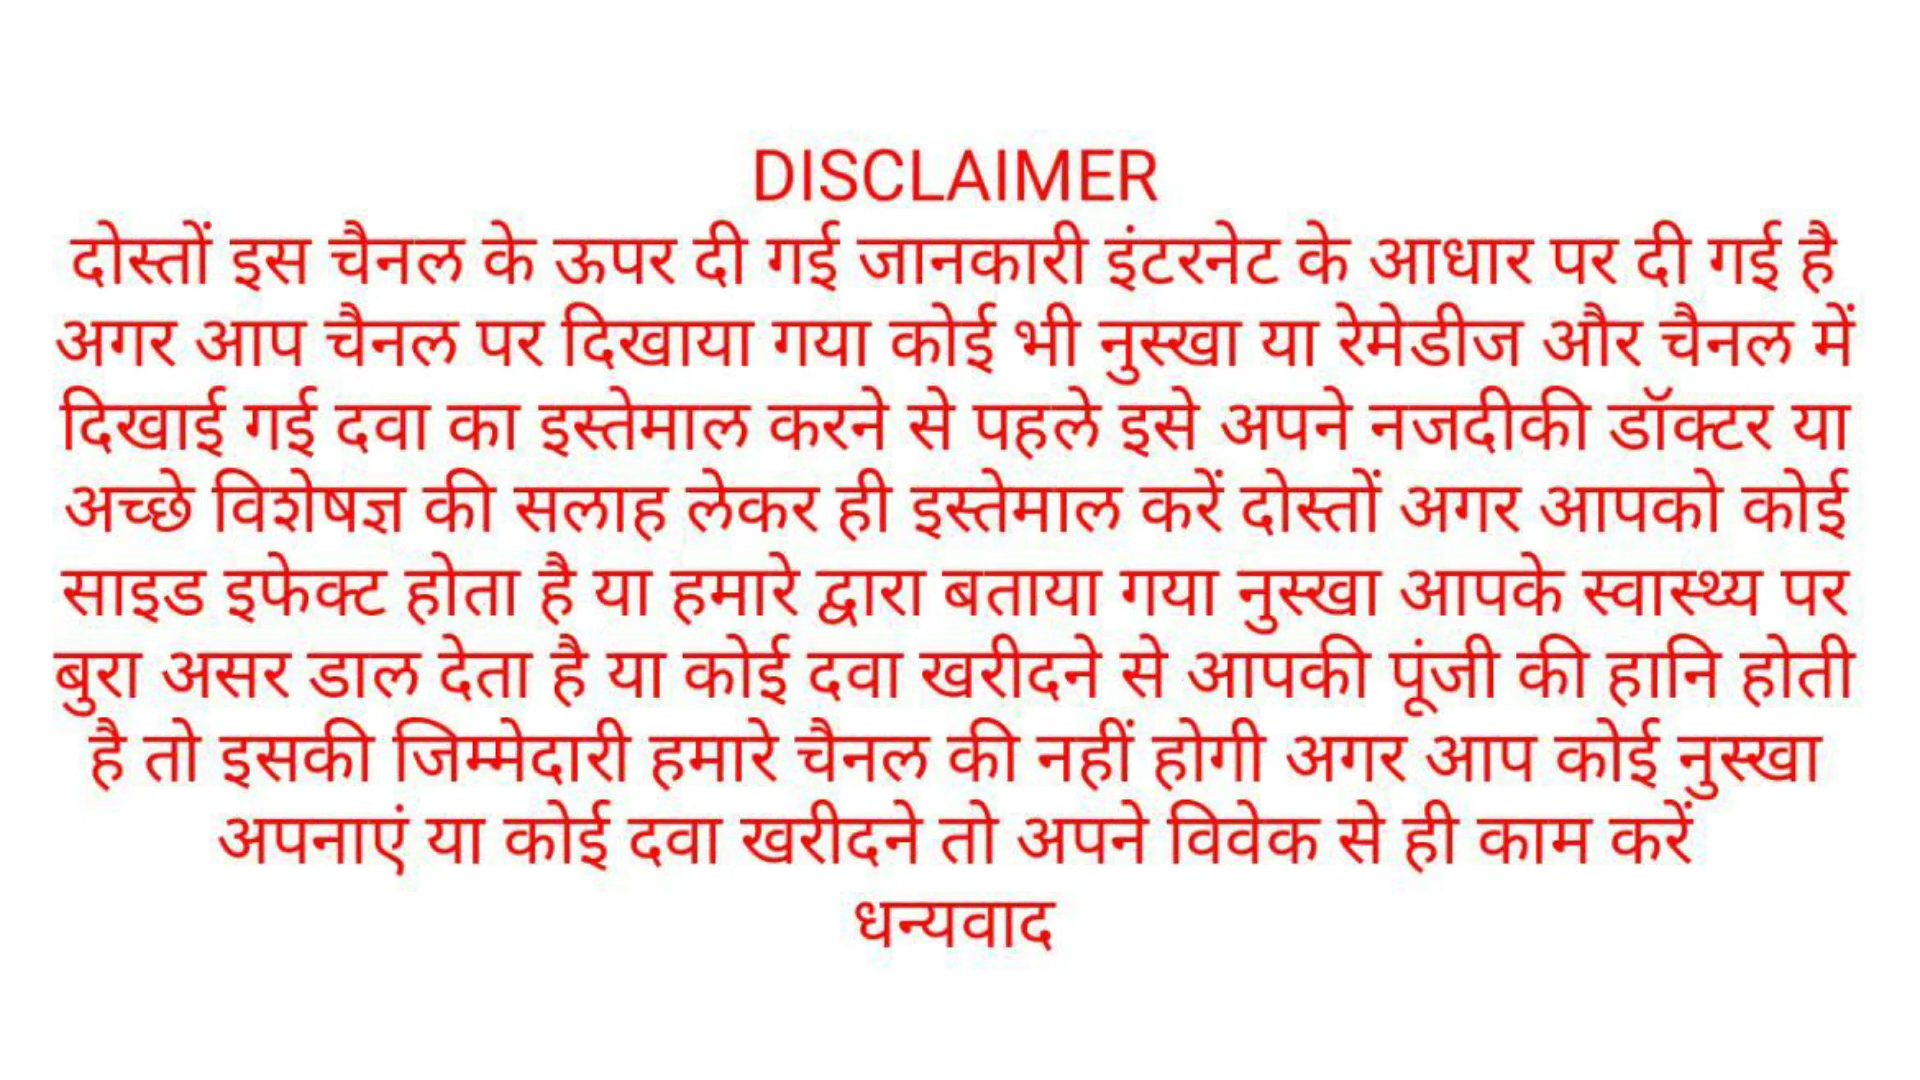 DISCLAIMER
दोस्तों इस चैनल के ऊपर दी गई जानकारी इंटरनेट के आधार पर दी गई है
अगर आप चैनल पर दिखाया गया कोई भी नुस्खा या रेमेडीज और चैनल में
दिखाई गई दवा का इस्तेमाल करने से पहले इसे अपने नजदीकी डॉक्टर या
अच्छे विशेषज्ञ की सलाह लेकर ही इस्तेमाल करें दोस्तों अगर आपको कोई
साइड इफेक्ट होता है या हमारे द्वारा बताया गया नुस्खा आपके स्वास्थ्य पर
बुरा असर डाल देता है या कोई दवा खरीदने से आपकी पूंजी की हानि होती
है तो इसकी जिम्मेदारी हमारे चैनल की नहीं होगी अगर आप कोई नुस्खा
अपनाएं या कोई दवा खरीदने तो अपने विवेक से ही काम करें
धन्यवाद